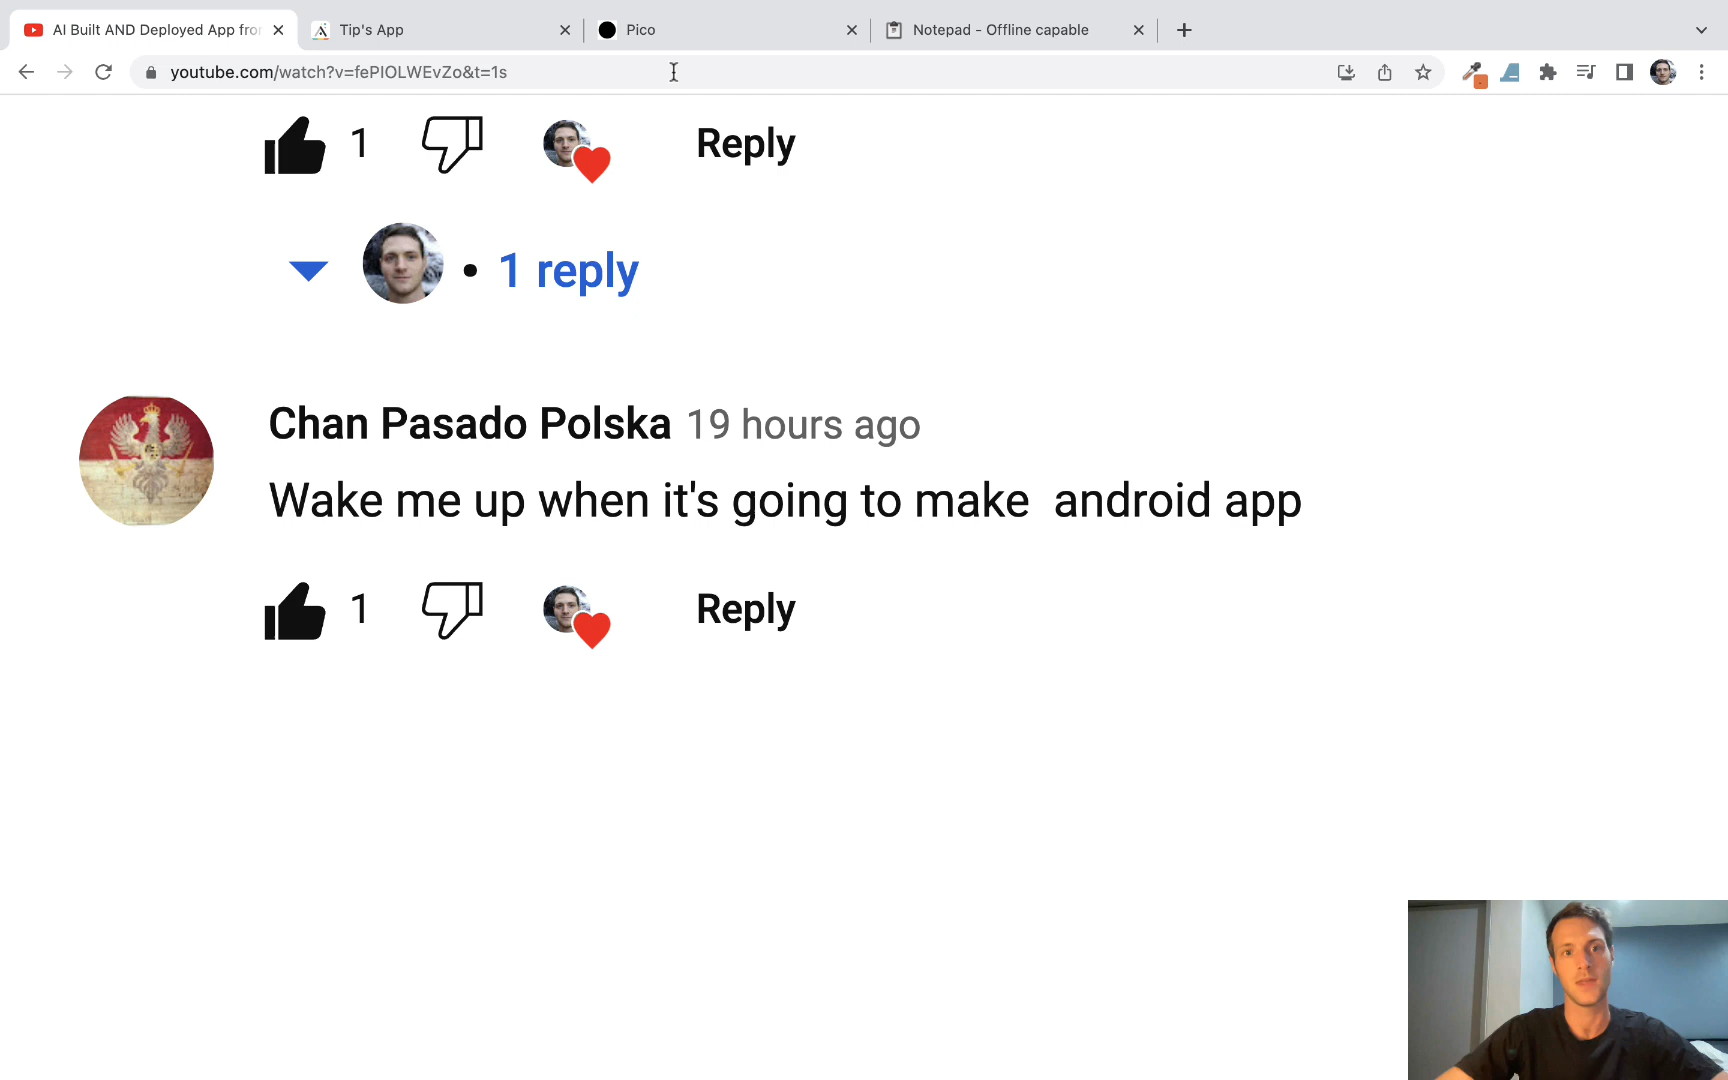 AI Built AND Deployed App fro
Tip's App
Pico
Notepad - Offline capable
youtube.com/watch?v=fePIOLWEvZo&t=1s
1
Reply
• 1 reply
Chan Pasado Polska 19 hours ago
Wake me up when it's going to make android app
1
Reply